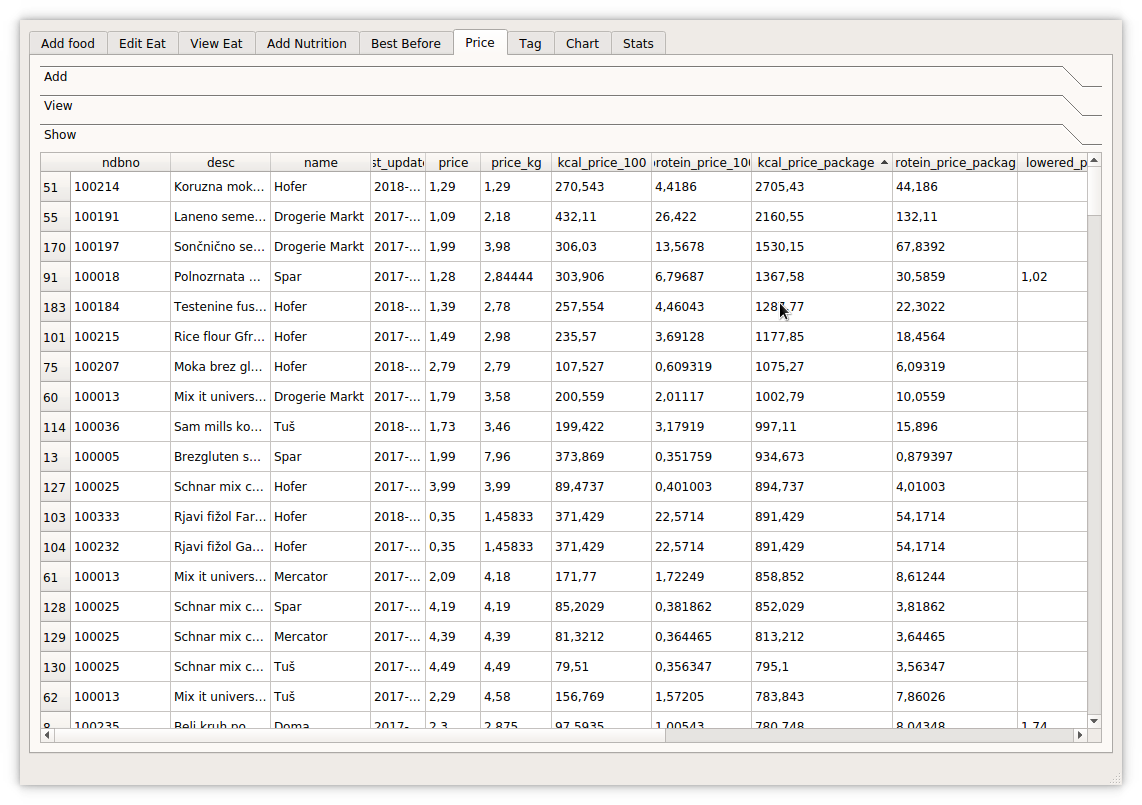 Add food Edit Eat View Eat Add Nutrition Best Before Price Tag Chart Stats
Add
View
Show
ndbno desc name st_update price price_kg kcal_price_100 rotein_price_100 kcal_price_package rotein_price_packag lowered_p
51 100214 Koruzna mok... Hofer 2018-... 1,29 1,29 270,543 4,4186 2705,43 44,186
55 100191 Laneno seme... Drogerie Markt 2017-... 1,09 2,18 432,11 26,422 2160,55 132,11
170 100197 Sončnično se... Drogerie Markt 2017-... 1,99 3,98 306,03 13,5678 1530,15 67,8392
91 100018 Polnozrnata ... Spar 2017-... 1,28 2,84444 303,906 6,79687 1367,58 30,5859 1,02
183 100184 Testenine fus... Hofer 2018-... 1,39 2,78 257,554 4,46043 1287,77 22,3022
101 100215 Rice flour Gfr... Hofer 2017-... 1,49 2,98 235,57 3,69128 1177,85 18,4564
75 100207 Moka brez gl... Hofer 2018-... 2,79 2,79 107,527 0,609319 1075,27 6,09319
60 100013 Mix it univers... Drogerie Markt 2017-... 1,79 3,58 200,559 2,01117 1002,79 10,0559
114 100036 Sam mills ko... Tuš 2018-... 1,73 3,46 199,422 3,17919 997,11 15,896
13 100005 Brezgluten s... Spar 2017-... 1,99 7,96 373,869 0,351759 934,673 0,879397
127 100025 Schnar mix c... Hofer 2017-... 3,99 3,99 89,4737 0,401003 894,737 4,01003
103 100333 Rjavi fižol Far... Hofer 2018-... 0,35 1,45833 371,429 22,5714 891,429 54,1714
104 100232 Rjavi fižol Ga... Hofer 2017-... 0,35 1,45833 371,429 22,5714 891,429 54,1714
61 100013 Mix it univers... Mercator 2017-... 2,09 4,18 171,77 1,72249 858,852 8,61244
128 100025 Schnar mix c... Spar 2017-... 4,19 4,19 85,2029 0,381862 852,029 3,81862
129 100025 Schnar mix c... Mercator 2017-... 4,39 4,39 81,3212 0,364465 813,212 3,64465
130 100025 Schnar mix c... Tuš 2017-... 4,49 4,49 79,51 0,356347 795,1 3,56347
62 100013 Mix it univers... Tuš 2017-... 2,29 4,58 156,769 1,57205 783,843 7,86026
8 100235 Beli kruh po... Doma 2017-... 2,3 2,875 97,5935 1,00543 780,748 8,04348 1,74